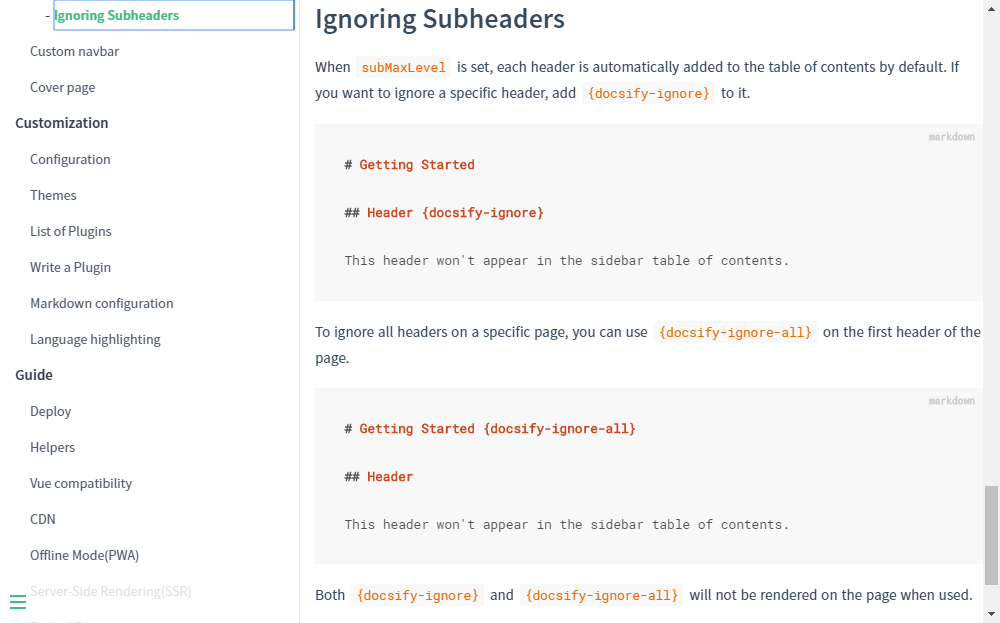 - Ignoring Subheaders
Custom navbar
Cover page
Customization
Configuration
Themes
List of Plugins
Write a Plugin
Markdown configuration
Language highlighting
Guide
Deploy
Helpers
Vue compatibility
CDN
Offline Mode(PWA)
Server-Side Rendering(SSR)
Ignoring Subheaders
When subMaxLevel is set, each header is automatically added to the table of contents by default. If
you want to ignore a specific header, add {docsify-ignore} to it.
markdown
# Getting Started
## Header {docsify-ignore}
This header won't appear in the sidebar table of contents.
To ignore all headers on a specific page, you can use {docsify-ignore-all} on the first header of the
page.
markdown
# Getting Started {docsify-ignore-all}
## Header
This header won't appear in the sidebar table of contents.
Both {docsify-ignore} and {docsify-ignore-all} will not be rendered on the page when used.